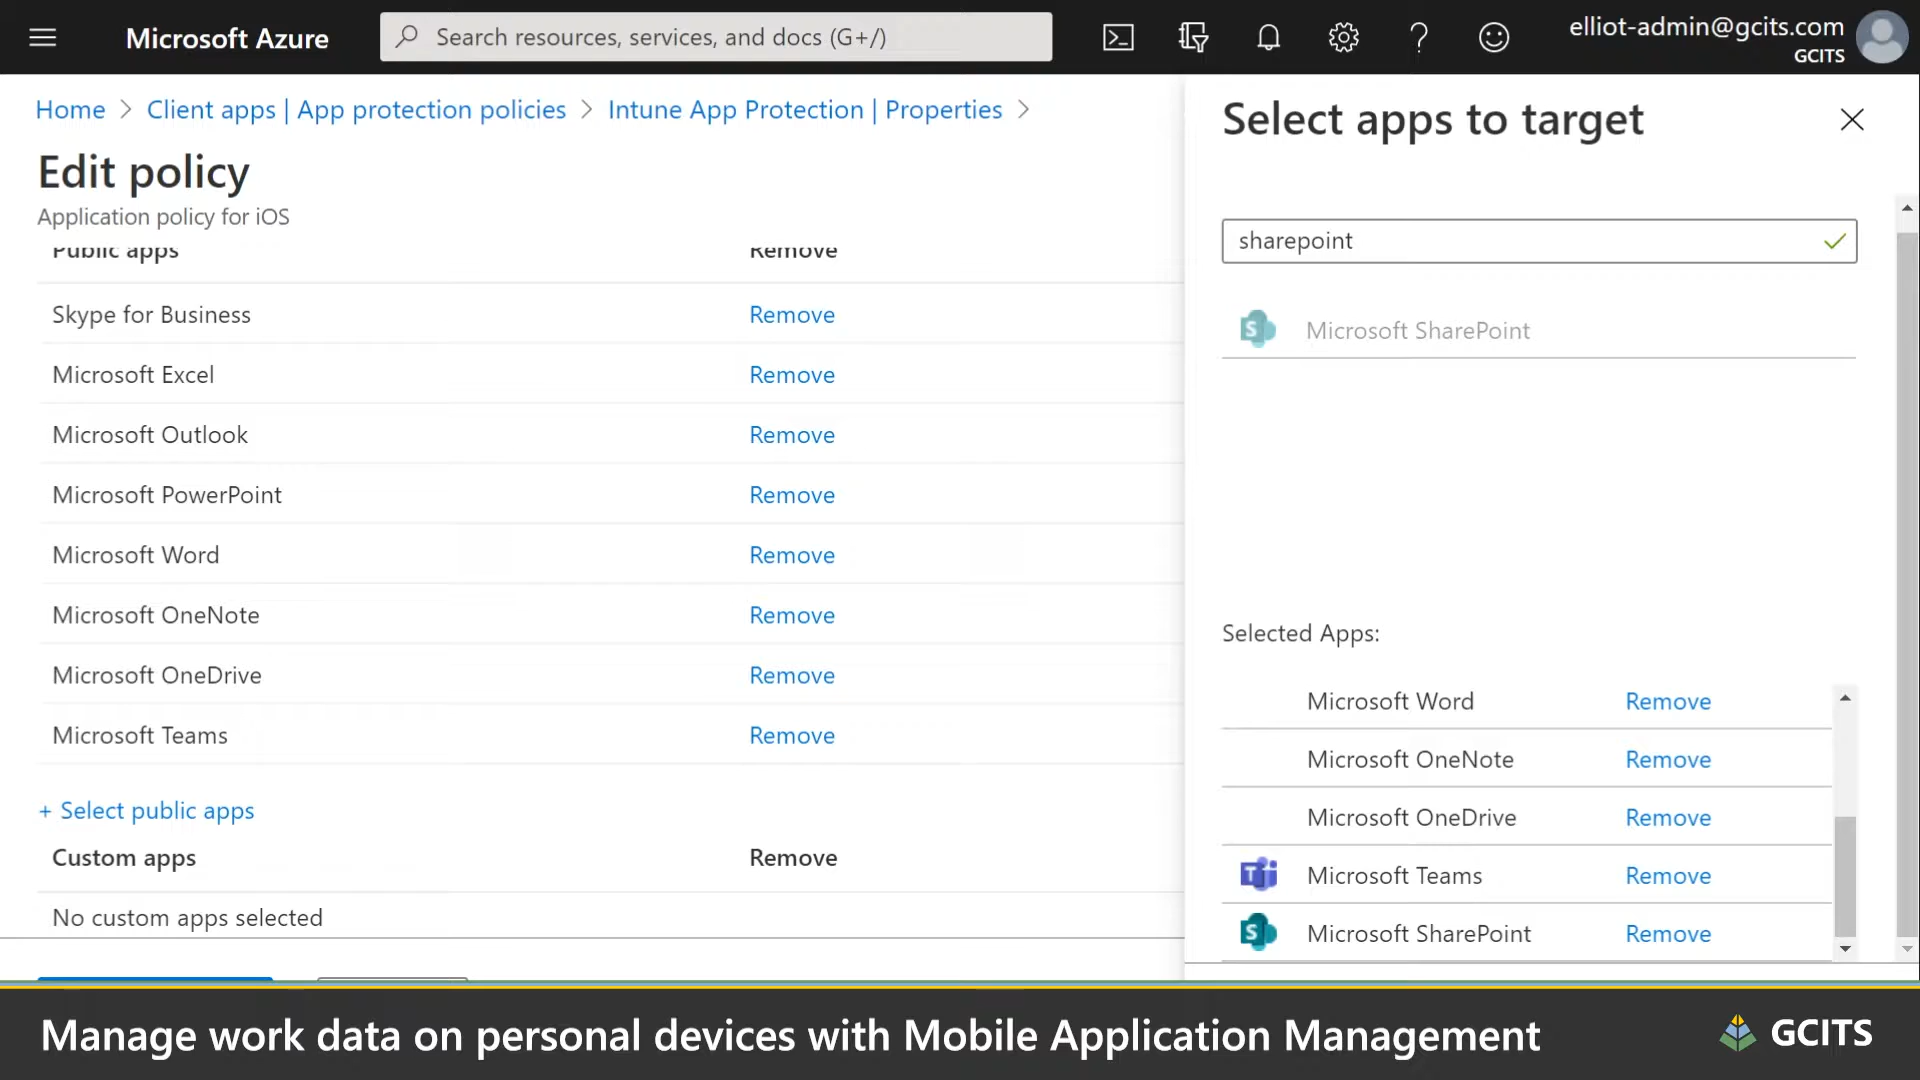 Microsoft Azure
Search resources, services, and docs (G+/)
elliot-admin@gcits.com
GCITS
Home
Client apps | App protection policies
Intune App Protection | Properties
Edit policy
Application policy for iOS
Public apps Remove
Skype for Business Remove
Microsoft Excel Remove
Microsoft Outlook Remove
Microsoft PowerPoint Remove
Microsoft Word Remove
Microsoft OneNote Remove
Microsoft OneDrive Remove
Microsoft Teams Remove
+ Select public apps
Custom apps Remove
No custom apps selected
Select apps to target
sharepoint
Microsoft SharePoint
Selected Apps:
Microsoft Word Remove
Microsoft OneNote Remove
Microsoft OneDrive Remove
Microsoft Teams Remove
Microsoft SharePoint Remove
Manage work data on personal devices with Mobile Application Management
GCITS